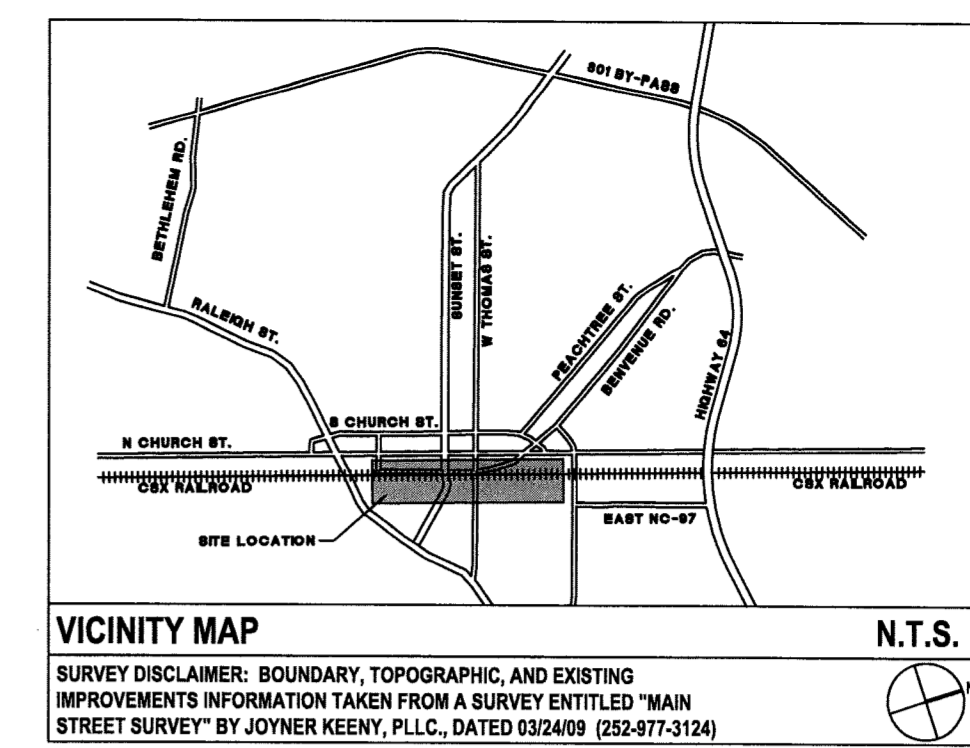 301 BY-PASS
BETHLEHEM RD.
SUNSET ST.
W THOMAS ST.
RALEIGH ST.
PEACHTREE ST.
BENVENUE RD.
HIGHWAY 64
S CHURCH ST.
N CHURCH ST.
CSX RAILROAD
CSX RAILROAD
EAST NC-97
SITE LOCATION
VICINITY MAP
N.T.S.
SURVEY DISCLAIMER: BOUNDARY, TOPOGRAPHIC, AND EXISTING
IMPROVEMENTS INFORMATION TAKEN FROM A SURVEY ENTITLED "MAIN
STREET SURVEY" BY JOYNER KEENY, PLLC., DATED 03/24/09 (252-977-3124)
N